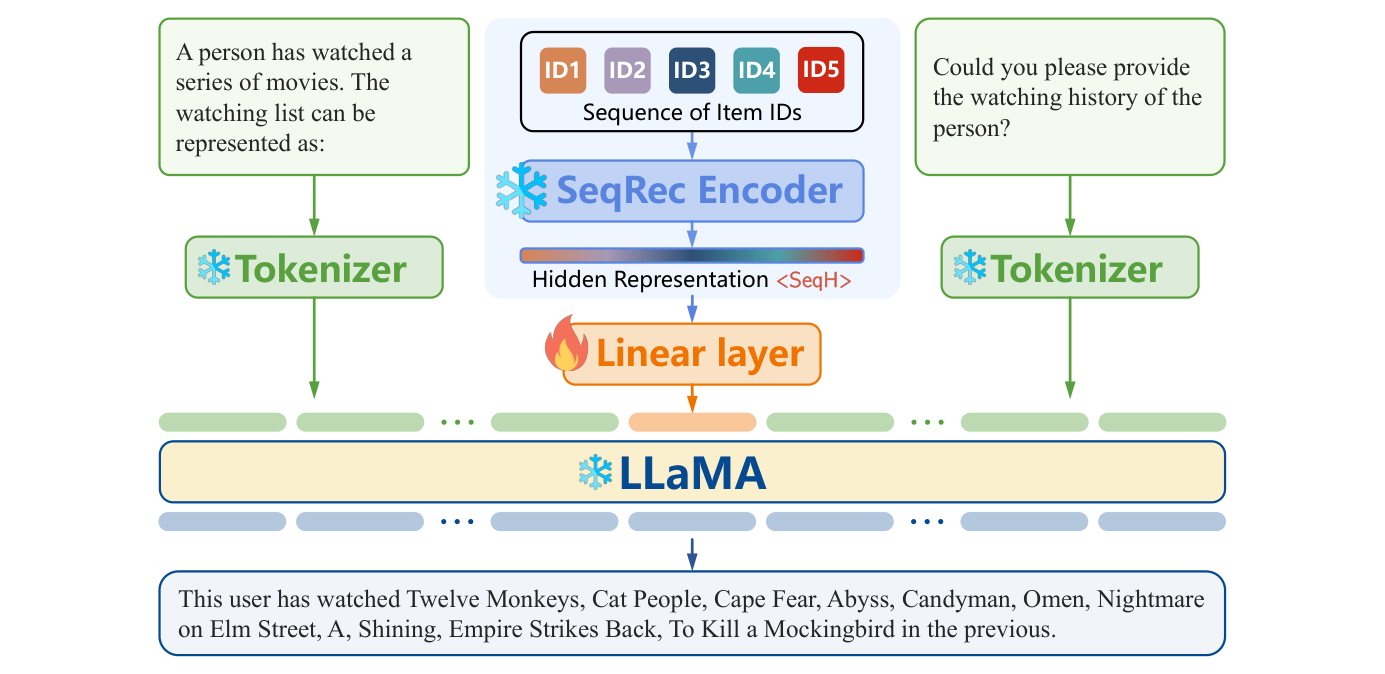 A person has watched a
series of movies. The
watching list can be
represented as:
ID1 ID2 ID3 ID4 ID5
Sequence of Item IDs
Could you please provide
the watching history of the
person?
SeqRec Encoder
Tokenizer
Hidden Representation <SeqH>
Tokenizer
Linear layer
LLaMA
This user has watched Twelve Monkeys, Cat People, Cape Fear, Abyss, Candyman, Omen, Nightmare
on Elm Street, A, Shining, Empire Strikes Back, To Kill a Mockingbird in the previous.